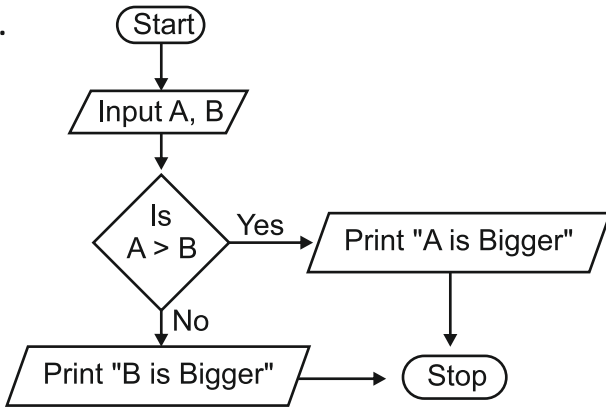 Start
Input A, B
Is
A > B
Yes
Print "A is Bigger"
No
Print "B is Bigger"
Stop